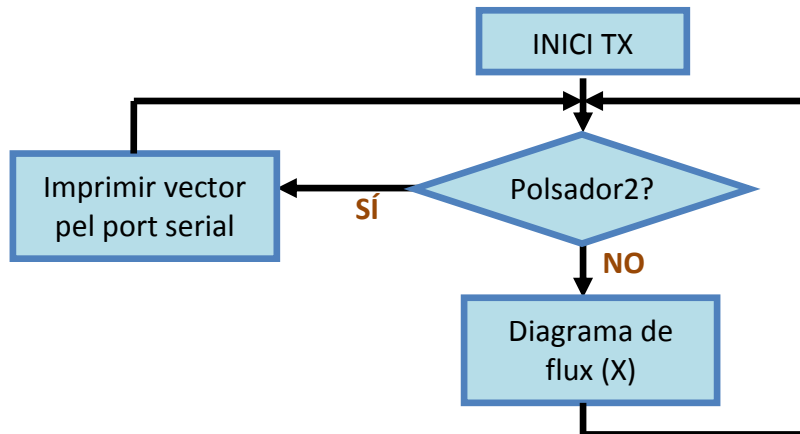 INICI TX
Polsador2?
SÍ
Imprimir vector
pel port serial
NO
Diagrama de
flux (X)